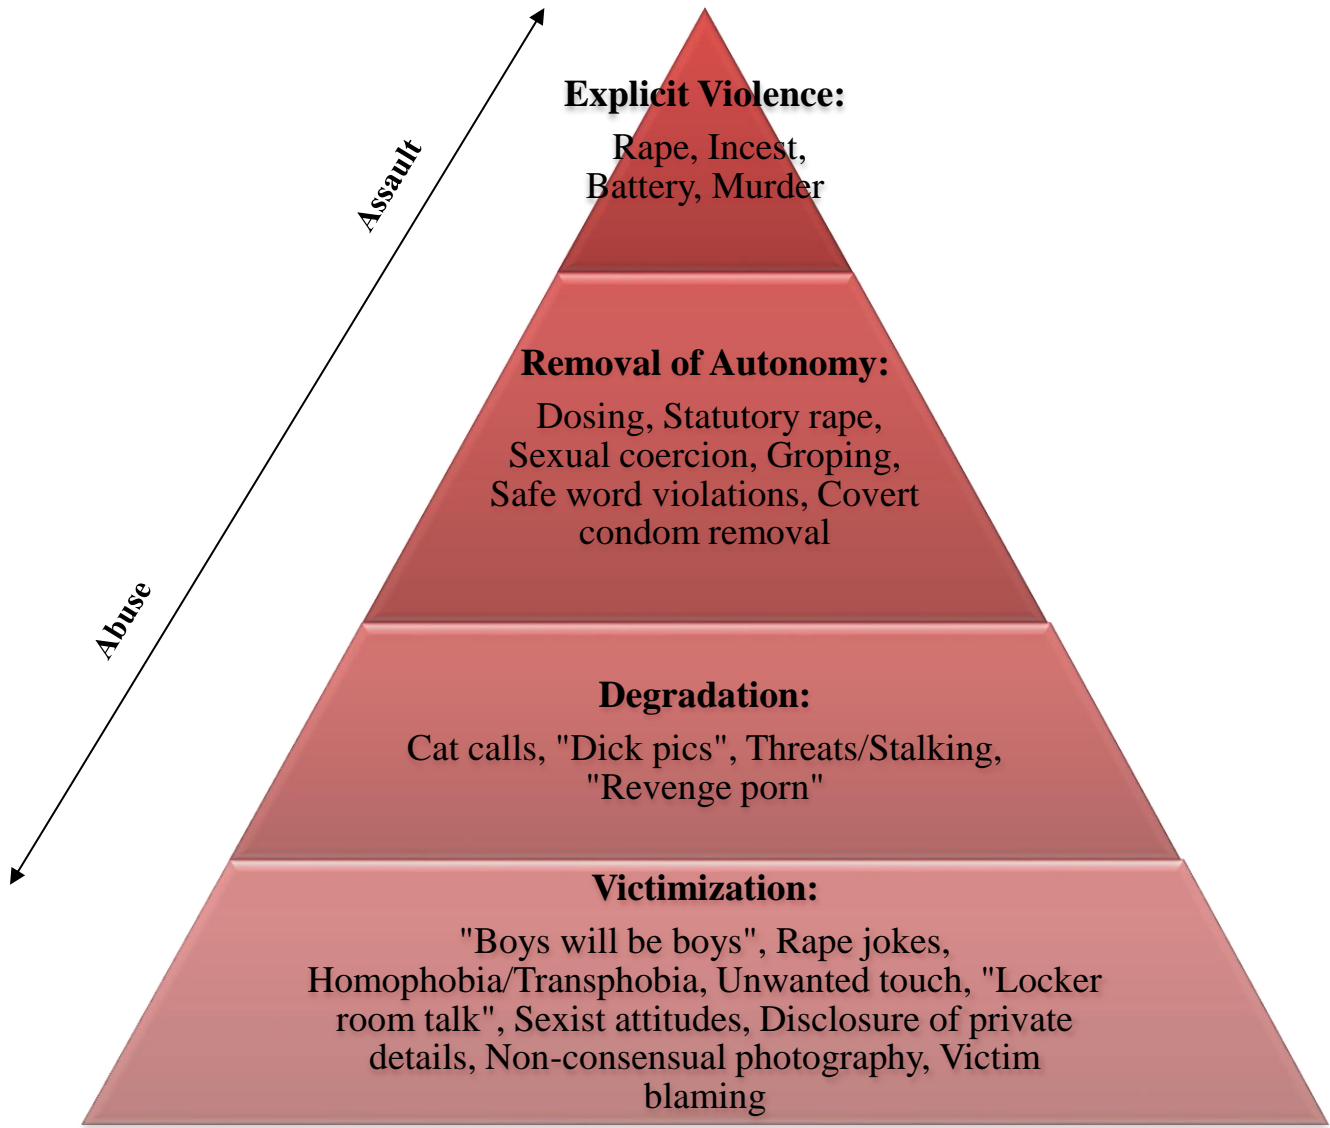 Explicit Violence:
Rape, Incest,
Battery, Murder
Assault
Removal of Autonomy:
Dosing, Statutory rape,
Sexual coercion, Groping,
Safe word violations, Covert
condom removal
Abuse
Degradation:
Cat calls, "Dick pics", Threats/Stalking,
"Revenge porn"
Victimization:
"Boys will be boys", Rape jokes,
Homophobia/Transphobia, Unwanted touch, "Locker
room talk", Sexist attitudes, Disclosure of private
details, Non-consensual photography, Victim
blaming